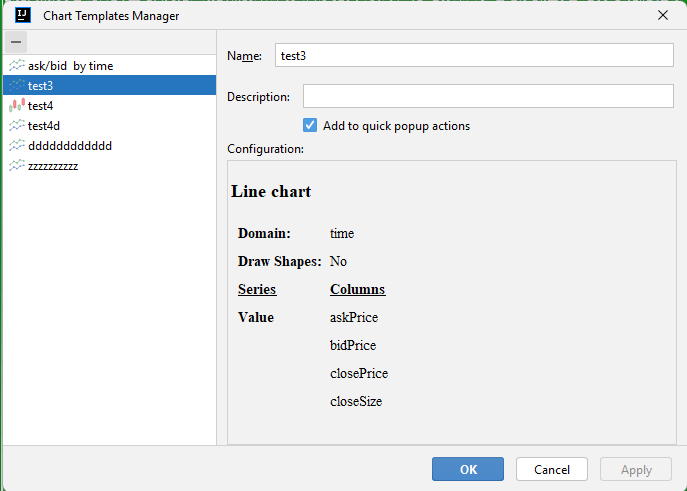 IJ Chart Templates Manager
ask/bid by time
test3
test4
test4d
dddddddddddd
zzzzzzzzzz
Name: test3
Description:
Add to quick popup actions
Configuration:
Line chart
Domain: time
Draw Shapes: No
Series Columns
Value askPrice
bidPrice
closePrice
closeSize
OK Cancel Apply